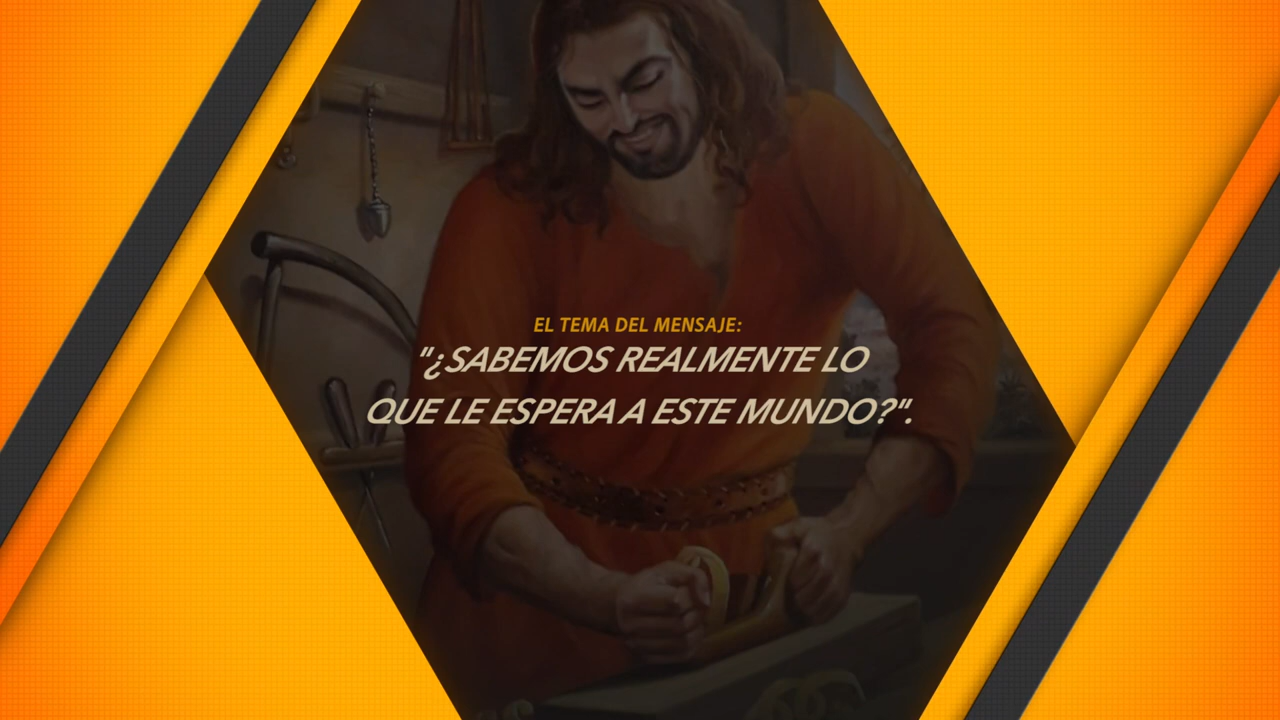 EL TEMA DEL MENSAJE:
"¿SABEMOS REALMENTE LO
QUE LE ESPERA A ESTE MUNDO?".